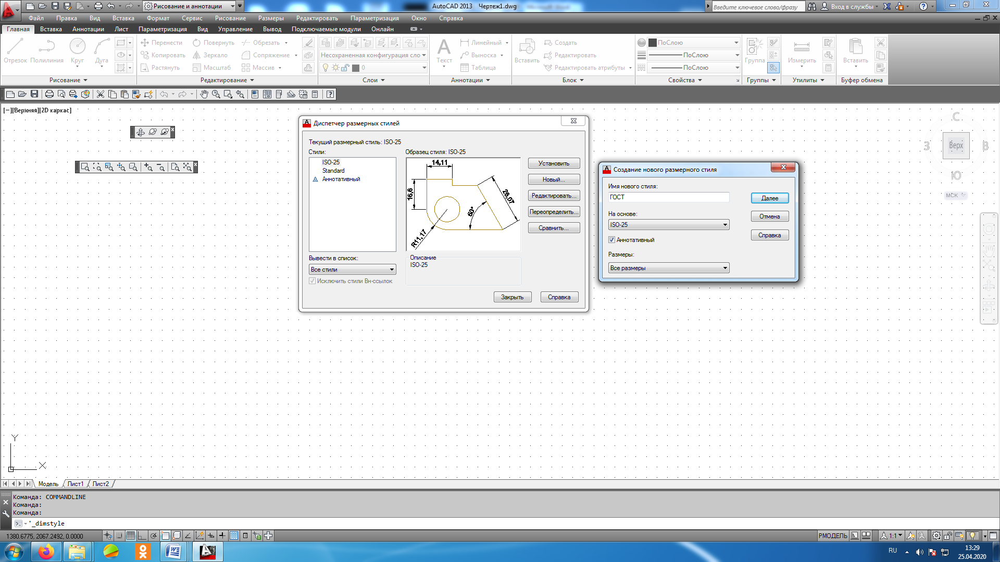 Рисование и аннотации
AutoCAD 2013 Чертеж1.dwg
Введите ключевое слово/фразу
Вход в службы
Файл Правка Вид Вставка Формат Сервис Рисование Размеры Редактировать Параметризация Окно Справка
Главная Вставка Аннотации Лист Параметризация Вид Управление Вывод Подключаемые модули Онлайн
Отрезок Полилиния Круг Дуга
Перенести Повернуть Обрезать
Копировать Зеркало Сопряжение
Растянуть Масштаб Массив
Несохраненная конфигурация сло
0
Текст
Линейный
Выноска
Таблица
Вставить
Создать
Редактировать
Редактировать атрибуты
ПоСлою
ПоСлою
ПоСлою
Группа
Измерить
Вставить
Рисование Редактирование Слои Аннотации Блок Свойства Группы Утилиты Буфер обмена
[−][Верхняя][2D каркас]
С
З Верх В
Ю
МСК
Диспетчер размерных стилей
Текущий размерный стиль: ISO-25
Стили:
ISO-25
Standard
Аннотативный
Образец стиля: ISO-25
14,11
16,6
28,07
60°
R11,17
Установить
Новый...
Редактировать...
Переопределить...
Сравнить...
Вывести в список:
Все стили
Исключить стили Вн-ссылок
Описание
ISO-25
Закрыть Справка
Создание нового размерного стиля
Имя нового стиля:
ГОСТ
Далее
На основе:
Отмена
ISO-25
Справка
Аннотативный
Размеры:
Все размеры
Y
X
Модель Лист1 Лист2
Команда: COMMANDLINE
Команда:
Команда:
'_dimstyle
1380.6775, 2067.2492, 0.0000
РМОДЕЛЬ
1:1
RU
13:29
25.04.2020